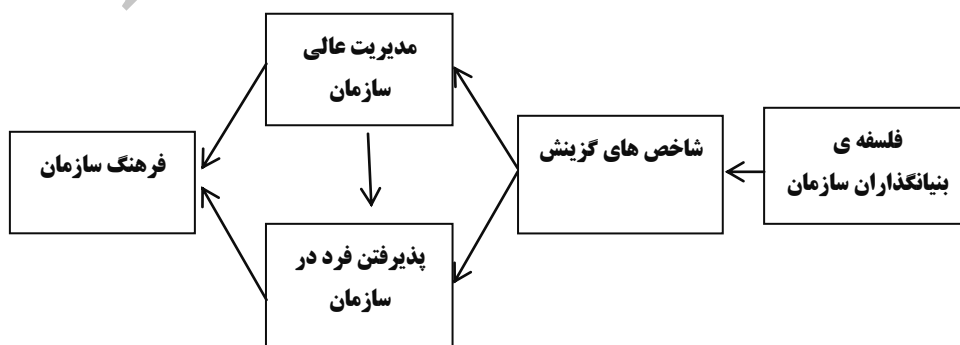 فلسفه ی
بنیانگذاران سازمان
شاخص های گزینش
مدیریت عالی
سازمان
پذیرفتن فرد در
سازمان
فرهنگ سازمان